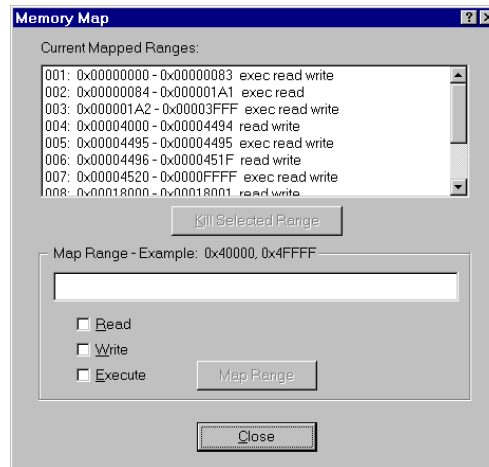 Memory Map
Current Mapped Ranges:
001: 0x00000000 - 0x00000083 exec read write
002: 0x00000084 - 0x000001A1 exec read
003: 0x000001A2 - 0x00003FFF exec read write
004: 0x00004000 - 0x00004494 read write
005: 0x00004495 - 0x00004495 exec read write
006: 0x00004496 - 0x0000451F read write
007: 0x00004520 - 0x0000FFFF exec read write
008: 0x00018000 - 0x00018001 read write
Kill Selected Range
Map Range - Example: 0x40000, 0x4FFFF
Read
Write
Execute
Map Range
Close